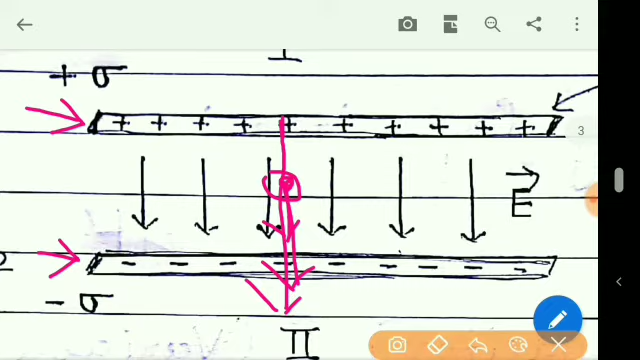 I
+ σ
+ + + + + + + + +
3
E
- - - - - - - -
- σ
II